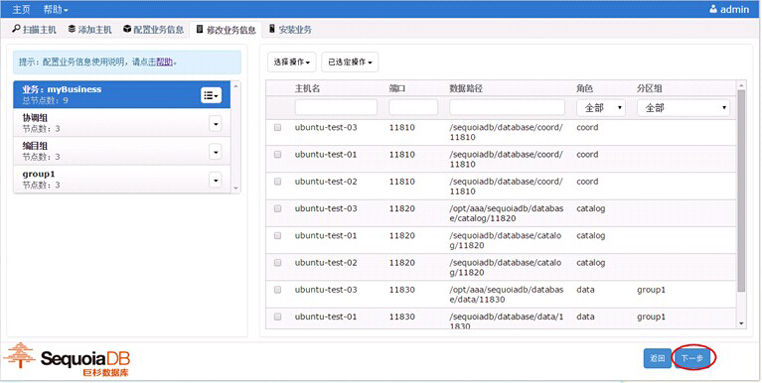 主页 帮助 admin
扫描主机 添加主机 配置业务信息 修改业务信息 安装业务
提示：配置业务信息使用说明，请点击帮助。
业务：myBusiness
总节点数：9
协调组
节点数：3
编目组
节点数：3
group1
节点数：3
选择操作 已选定操作
主机名 端口 数据路径 角色 分区组
全部 全部
ubuntu-test-03 11810 /sequoiadb/database/coord/ coord
11810
ubuntu-test-01 11810 /sequoiadb/database/coord/ coord
11810
ubuntu-test-02 11810 /sequoiadb/database/coord/ coord
11810
ubuntu-test-03 11820 /opt/aaa/sequoiadb/databas catalog
e/catalog/11820
ubuntu-test-01 11820 /sequoiadb/database/catalo catalog
g/11820
ubuntu-test-02 11820 /sequoiadb/database/catalo catalog
g/11820
ubuntu-test-03 11830 /opt/aaa/sequoiadb/databas data group1
e/data/11830
ubuntu-test-01 11830 /sequoiadb/database/data/1 data group1
1830
SequoiaDB
巨杉数据库
返回 下一步